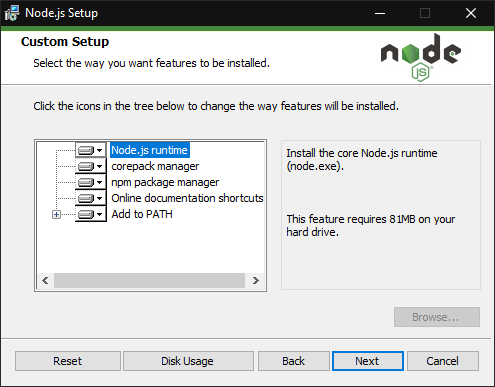 Node.js Setup
Custom Setup
Select the way you want features to be installed.
node
JS
Click the icons in the tree below to change the way features will be installed.
Node.js runtime
corepack manager
npm package manager
Online documentation shortcuts
Add to PATH
Install the core Node.js runtime
(node.exe).
This feature requires 81MB on your
hard drive.
Browse...
Reset
Disk Usage
Back
Next
Cancel